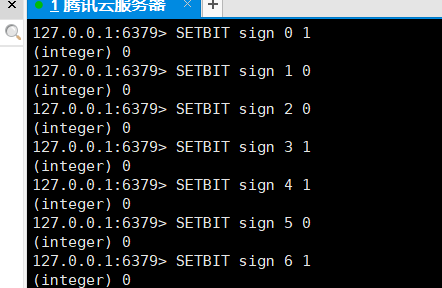 1 腾讯云服务器
127.0.0.1:6379> SETBIT sign 0 1
(integer) 0
127.0.0.1:6379> SETBIT sign 1 0
(integer) 0
127.0.0.1:6379> SETBIT sign 2 0
(integer) 0
127.0.0.1:6379> SETBIT sign 3 1
(integer) 0
127.0.0.1:6379> SETBIT sign 4 1
(integer) 0
127.0.0.1:6379> SETBIT sign 5 0
(integer) 0
127.0.0.1:6379> SETBIT sign 6 1
(integer) 0